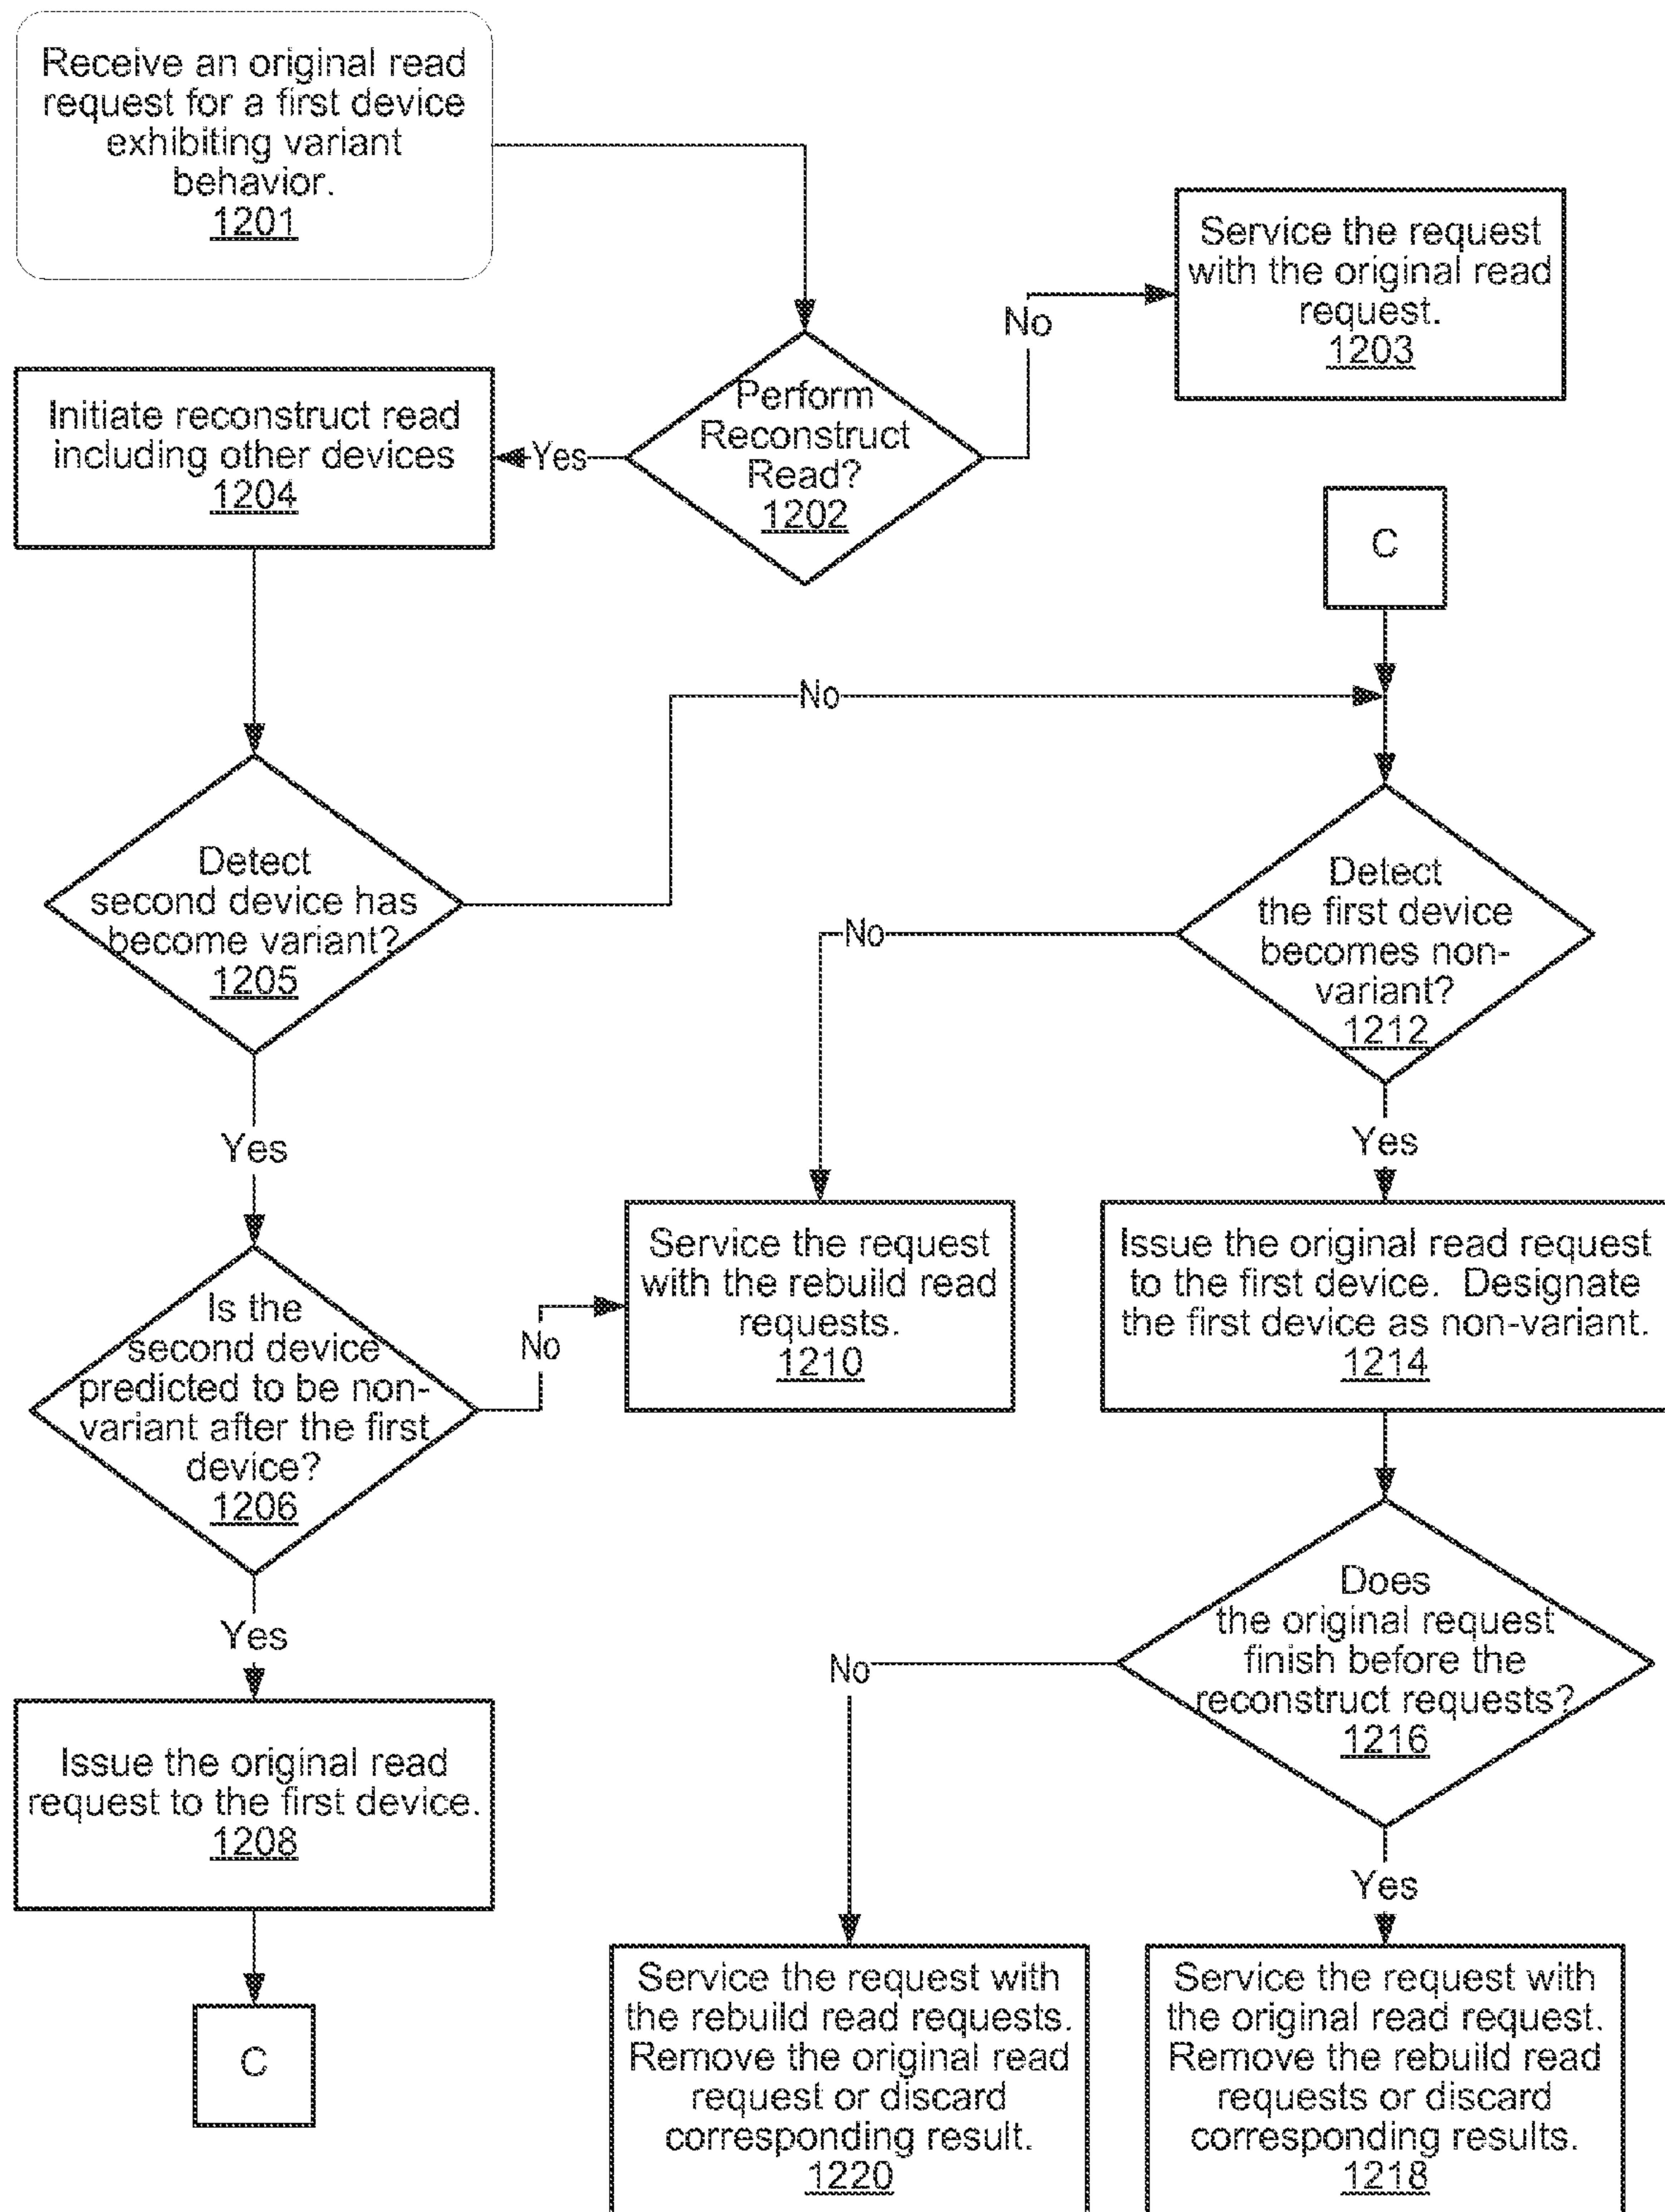 Receive an original read
request for a first device
exhibiting variant
behavior.
1201
Service the request
with the original read
request.
1203
No
Perform
Reconstruct
Read?
1202
Yes
Initiate reconstruct read
including other devices
1204
C
No
Detect
second device has
become variant?
1205
Detect
the first device
becomes non-
variant?
1212
No
Yes
Yes
Service the request
with the rebuild read
requests.
1210
Issue the original read request
to the first device. Designate
the first device as non-variant.
1214
Is the
second device
predicted to be non-
variant after the first
device?
1206
No
Yes
Does
the original request
finish before the
reconstruct requests?
1216
No
Yes
Issue the original read
request to the first device.
1208
C
Service the request with
the rebuild read requests.
Remove the original read
request or discard
corresponding result.
1220
Service the request with
the original read request.
Remove the rebuild read
requests or discard
corresponding results.
1218